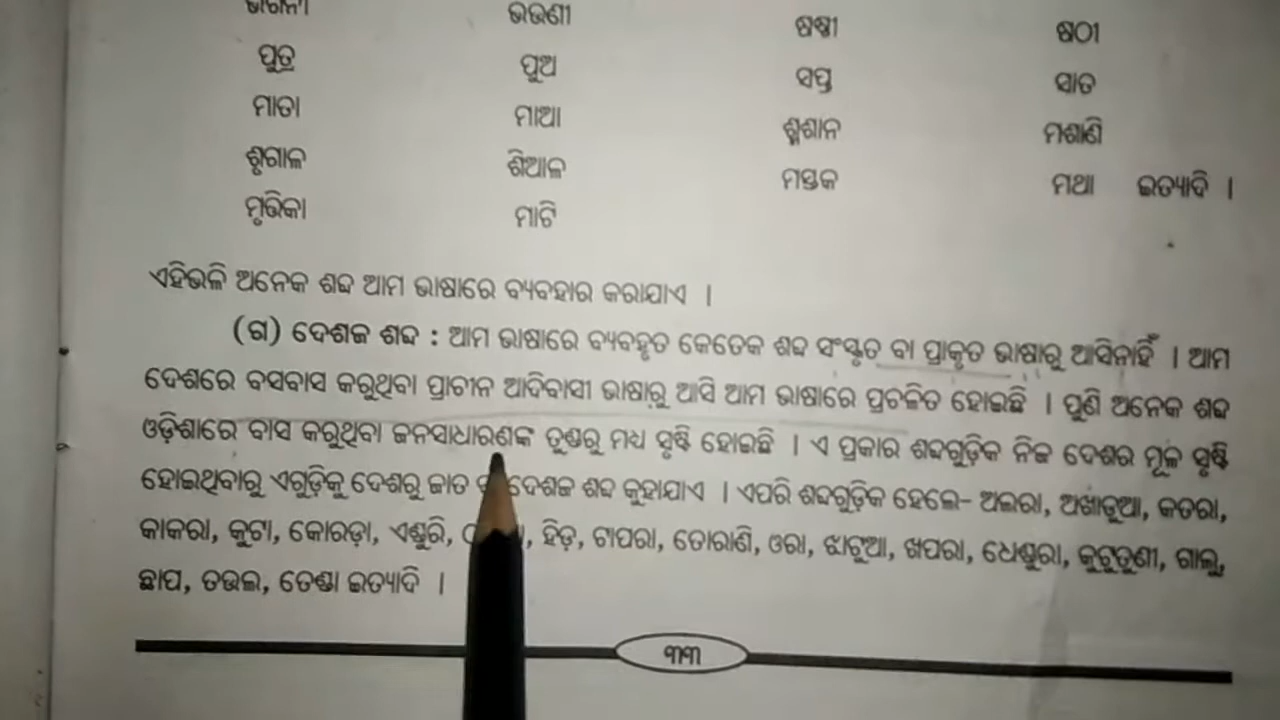 ଭଗିନୀ ଭଉଣୀ ଷଷ୍ଠୀ ଷଠୀ
ପୁତ୍ର ପୁଅ ସପ୍ତ ସାତ
ମାତା ମାଆ ଶ୍ମଶାନ ମଶାଣି
ଶୃଗାଳ ଶିଆଳ ମସ୍ତକ ମଥା ଇତ୍ୟାଦି ।
ମୃତ୍ତିକା ମାଟି
ଏହିଭଳି ଅନେକ ଶବ୍ଦ ଆମ ଭାଷାରେ ବ୍ୟବହାର କରାଯାଏ ।
(ଗ) ଦେଶଜ ଶବ୍ଦ : ଆମ ଭାଷାରେ ବ୍ୟବହୃତ କେତେକ ଶବ୍ଦ ସଂସ୍କୃତ ବା ପ୍ରାକୃତ ଭାଷାରୁ ଆସିନାହିଁ । ଆମ
ଦେଶରେ ବସବାସ କରୁଥିବା ପ୍ରାଚୀନ ଆଦିବାସୀ ଭାଷାରୁ ଆସି ଆମ ଭାଷାରେ ପ୍ରଚଳିତ ହୋଇଛି । ପୁଣି ଅନେକ ଶବ୍ଦ
ଓଡ଼ିଶାରେ ବାସ କରୁଥିବା ଜନସାଧାରଣଙ୍କ ତୁଣ୍ଡରୁ ମଧ୍ୟ ସୃଷ୍ଟି ହୋଇଛି । ଏ ପ୍ରକାର ଶବ୍ଦଗୁଡ଼ିକ ନିଜ ଦେଶର ମୂଳ ସୃଷ୍ଟି
ହୋଇଥିବାରୁ ଏଗୁଡ଼ିକୁ ଦେଶରୁ ଜାତ ଦେଶଜ ଶବ୍ଦ କୁହାଯାଏ । ଏପରି ଶବ୍ଦଗୁଡ଼ିକ ହେଲେ- ଅଲରା, ଅଖାଡୁଆ, କତରା,
କାକରା, କୁଟା, କୋରଡ଼ା, ଏଣ୍ଡୁରି, ହିଡ଼, ଟାପରା, ତୋରାଣି, ଓରା, ଝାଟୁଆ, ଖପରା, ଧେଣ୍ଡୁରା, କୁଟୁତୁଣୀ, ଗାଲୁ,
ଛାପ, ତଉଲ, ତେଣ୍ଡା ଇତ୍ୟାଦି ।
୩୩